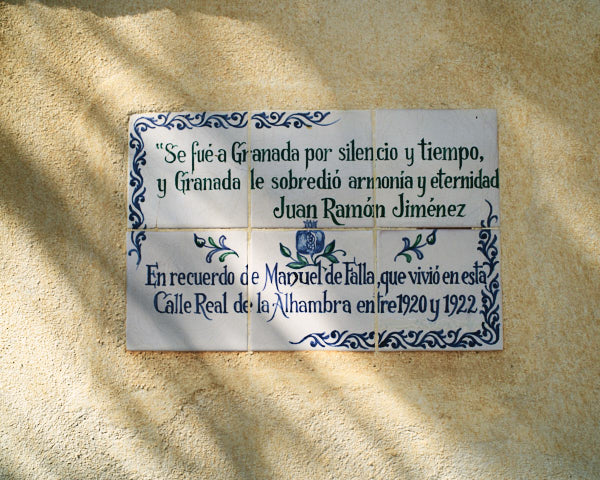 "Se fué a Granada por silencio y tiempo,
y Granada le sobredió armonía y eternidad
Juan Ramón Jiménez
En recuerdo de Manuel de Falla, que vivió en esta
Calle Real de la Alhambra entre 1920 y 1922.